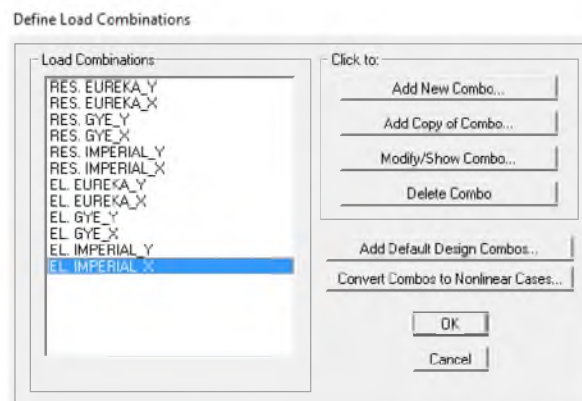 Define Load Combinations
Load Combinations
RES. EUREKA_Y
RES. EUREKA_X
RES. GYE_Y
RES. GYE_X
RES. IMPERIAL_Y
RES. IMPERIAL_X
EL. EUREKA_Y
EL. EUREKA_X
EL. GYE_Y
EL. GYE_X
EL. IMPERIAL_Y
EL. IMPERIAL_X
Click to:
Add New Combo...
Add Copy of Combo...
Modify/Show Combo...
Delete Combo
Add Default Design Combos...
Convert Combos to Nonlinear Cases...
OK
Cancel